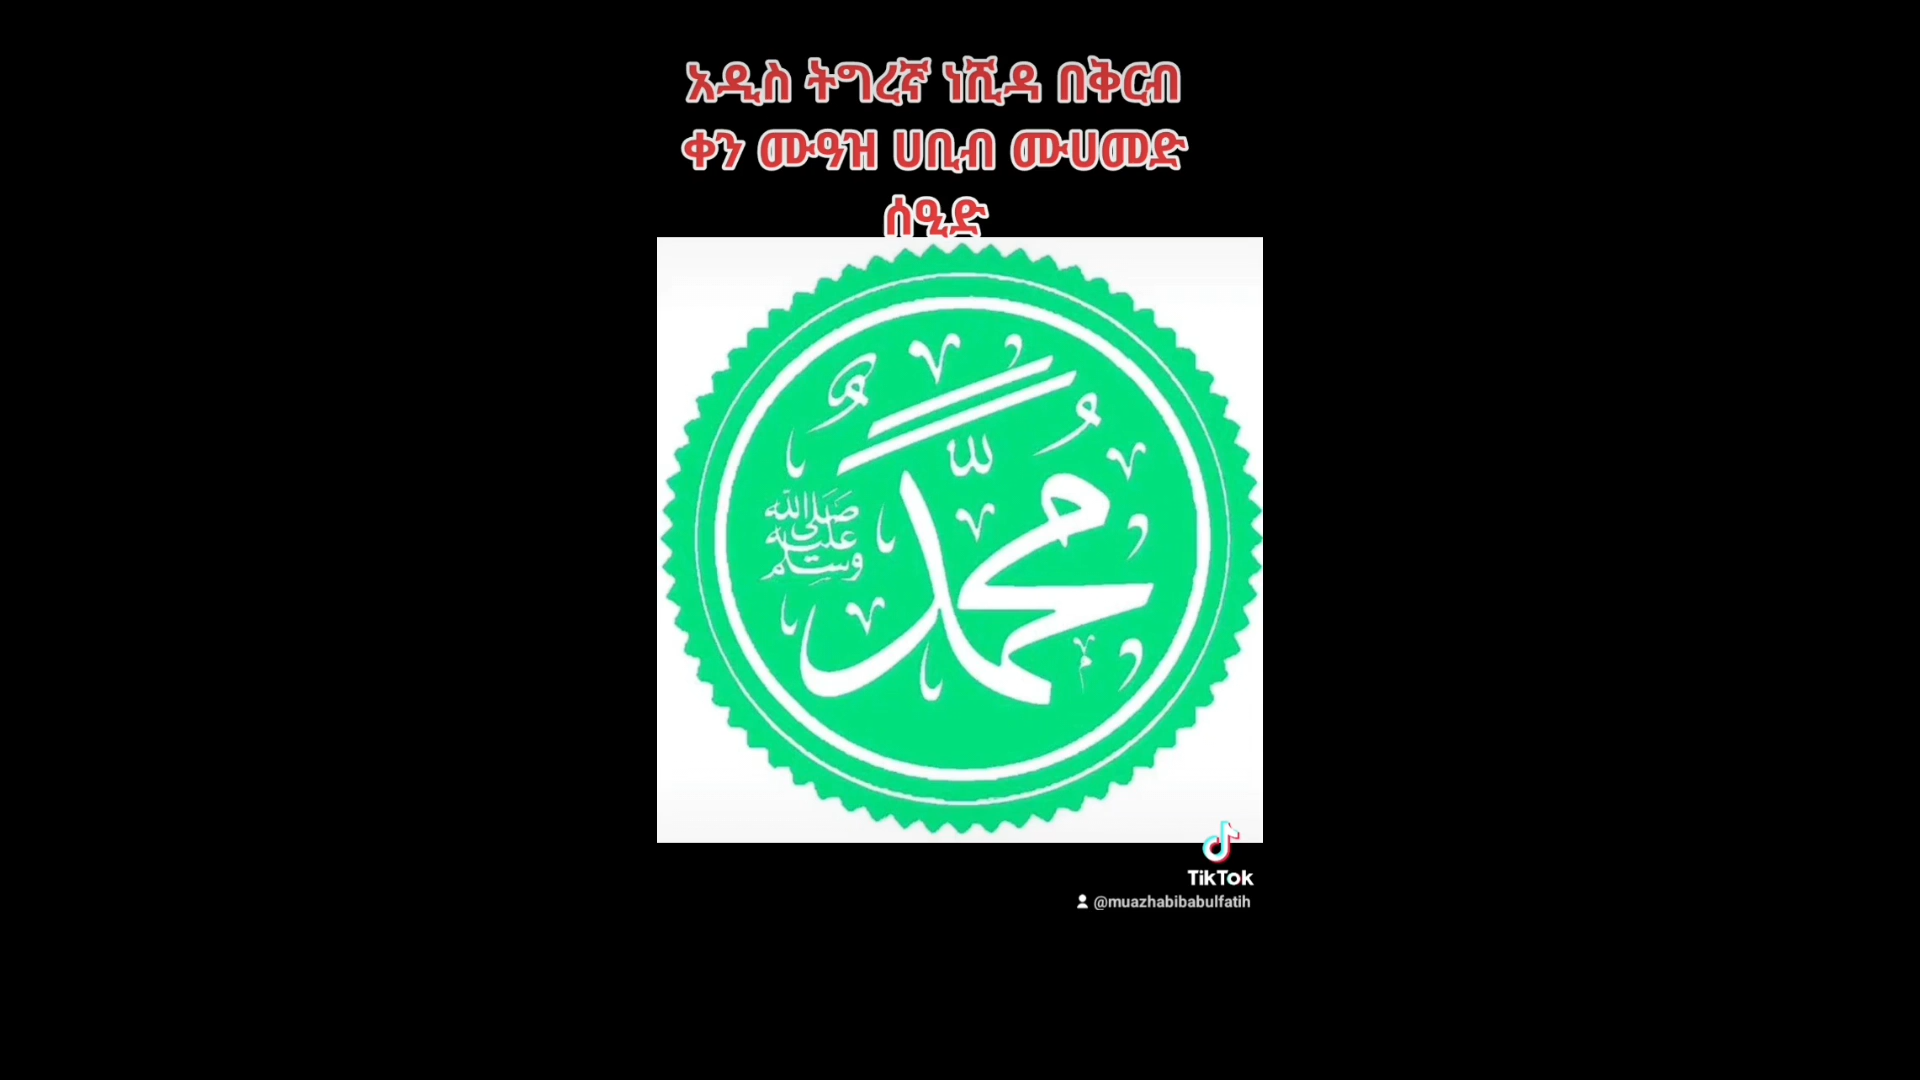 አዲስ ትግረኛ ነሺዳ በቅርብ
ቀን ሙዓዝ ሀቢብ ሙሀመድ
ሰዒድ
محمد
صلى الله
عليه
وسلم
TikTok
@muazhabibabulfatih